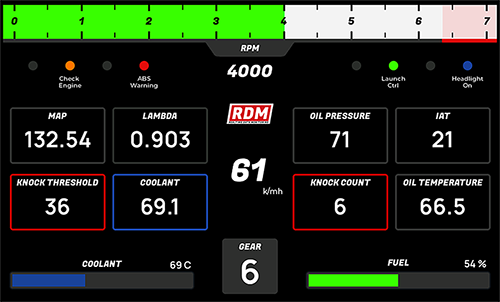 0 1 2 3 4 5 6 7
RPM
4000
Check
Engine
ABS
Warning
Launch
Ctrl
Headlight
On
MAP
132.54
LAMBDA
0.903
RDM
OIL PRESSURE
71
IAT
21
61
k/mh
KNOCK THRESHOLD
36
COOLANT
69.1
KNOCK COUNT
6
OIL TEMPERATURE
66.5
GEAR
6
COOLANT 69 C
FUEL 54 %